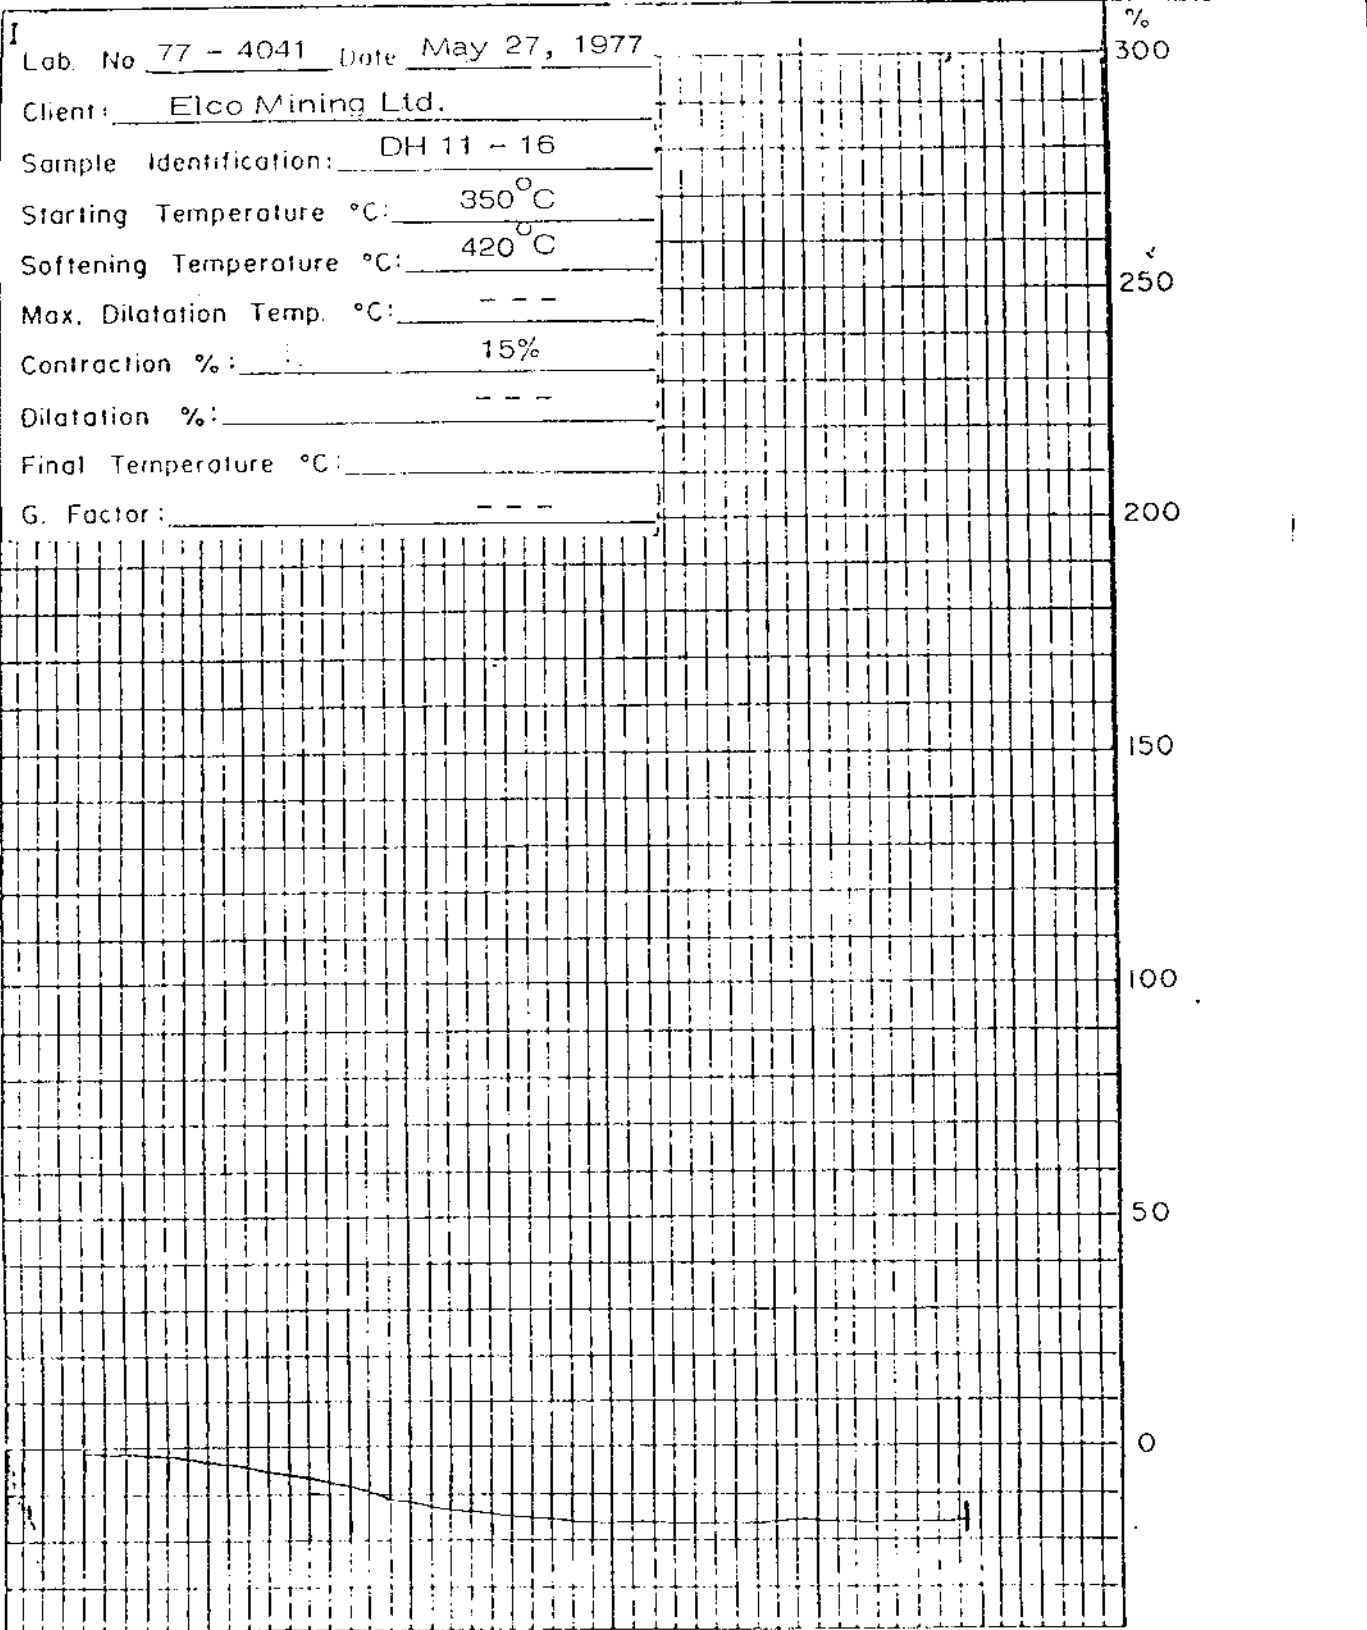 Lab. No 77 - 4041 Date May 27, 1977
Client: Elco Mining Ltd.
Sample Identification: DH 11 - 16
Starting Temperature °C: 350°C
Softening Temperature °C: 420°C
Max. Dilatation Temp. °C: - - -
Contraction %: 15%
Dilatation %: - - -
Final Temperature °C:
G. Factor: - - -
%
300
250
200
150
100
50
0